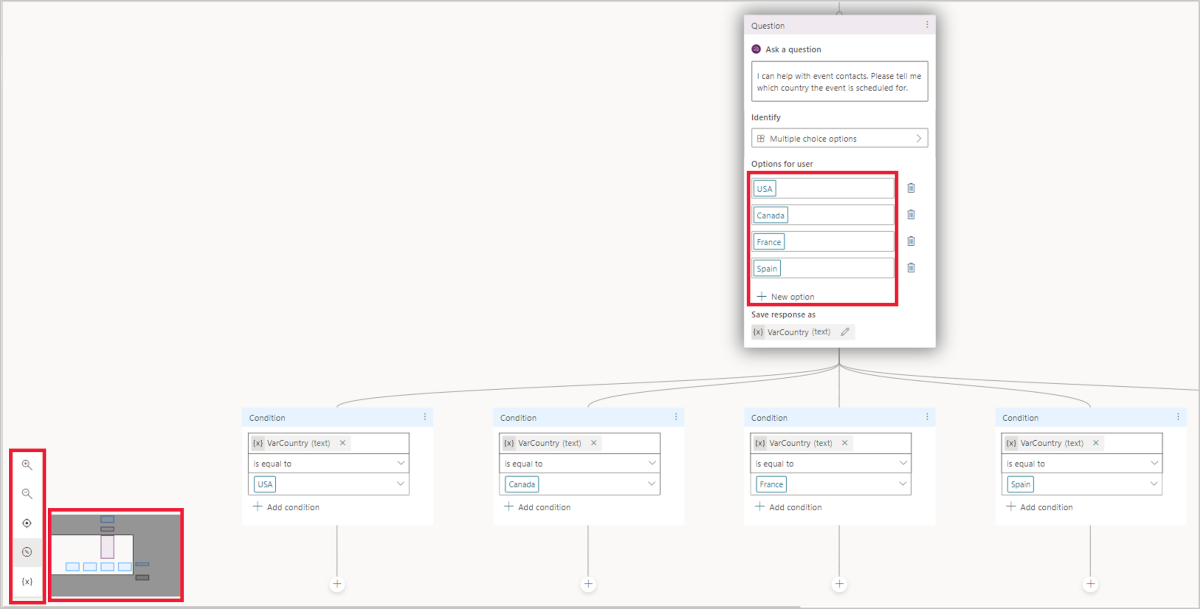 Question
Ask a question
I can help with event contacts. Please tell me
which country the event is scheduled for.
Identify
Multiple choice options
Options for user
USA
Canada
France
Spain
New option
Save response as
{x} VarCountry (text)
Condition
{x} VarCountry (text)
is equal to
USA
Add condition
Condition
{x} VarCountry (text)
is equal to
Canada
Add condition
Condition
{x} VarCountry (text)
is equal to
France
Add condition
Condition
{x} VarCountry (text)
is equal to
Spain
Add condition
{x}